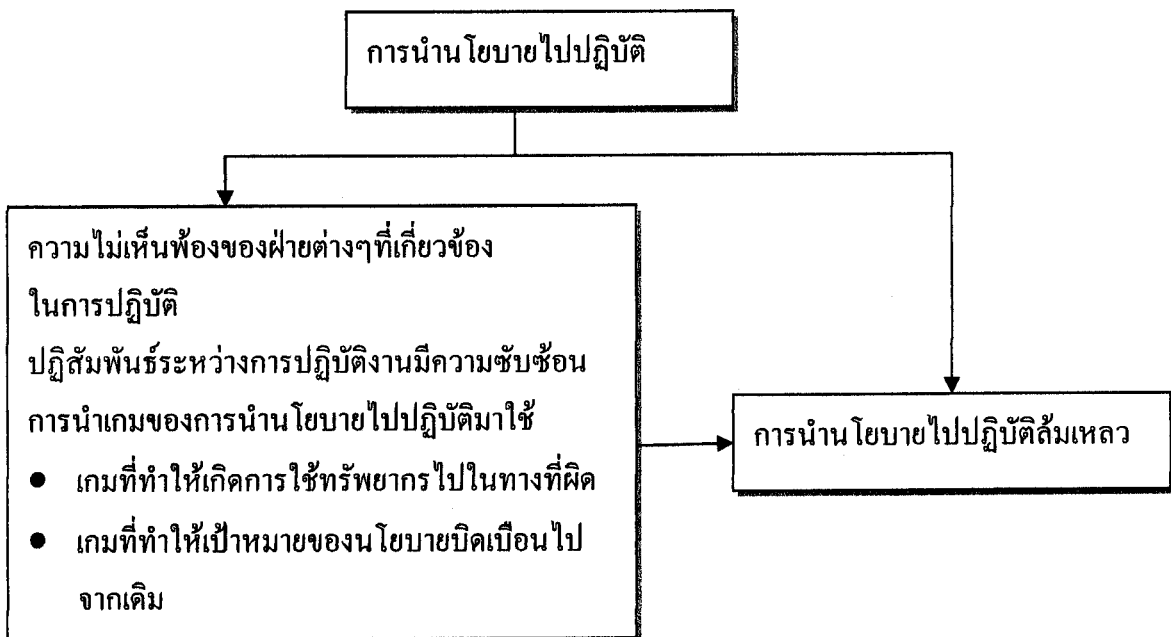 การนำนโยบายไปปฏิบัติ
ความไม่เห็นพ้องของฝ่ายต่างๆที่เกี่ยวข้อง
ในการปฏิบัติ
ปฏิสัมพันธ์ระหว่างการปฏิบัติงานมีความซับซ้อน
การนำเกมของการนำนโยบายไปปฏิบัติมาใช้
● เกมที่ทำให้เกิดการใช้ทรัพยากรไปในทางที่ผิด
● เกมที่ทำให้เป้าหมายของนโยบายบิดเบือนไป
จากเดิม
การนำนโยบายไปปฏิบัติล้มเหลว